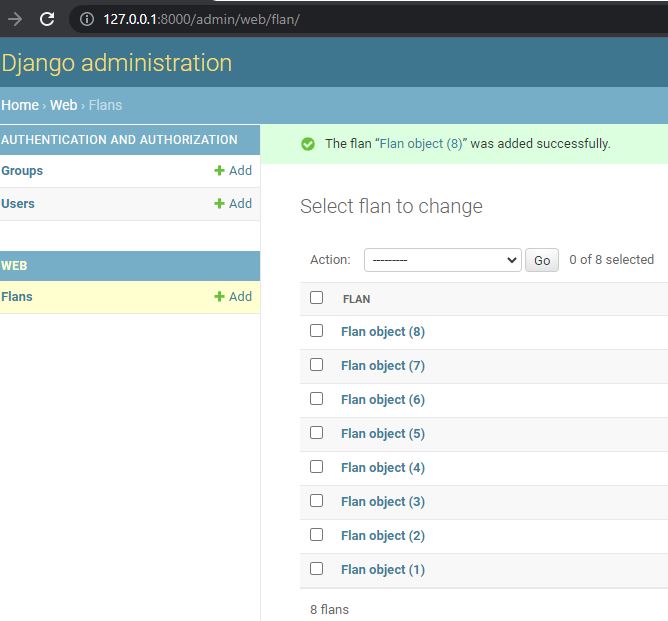 127.0.0.1:8000/admin/web/flan/
Django administration
Home › Web › Flans
AUTHENTICATION AND AUTHORIZATION
Groups + Add
Users + Add
WEB
Flans + Add
The flan “Flan object (8)” was added successfully.
Select flan to change
Action: --------- Go 0 of 8 selected
FLAN
Flan object (8)
Flan object (7)
Flan object (6)
Flan object (5)
Flan object (4)
Flan object (3)
Flan object (2)
Flan object (1)
8 flans